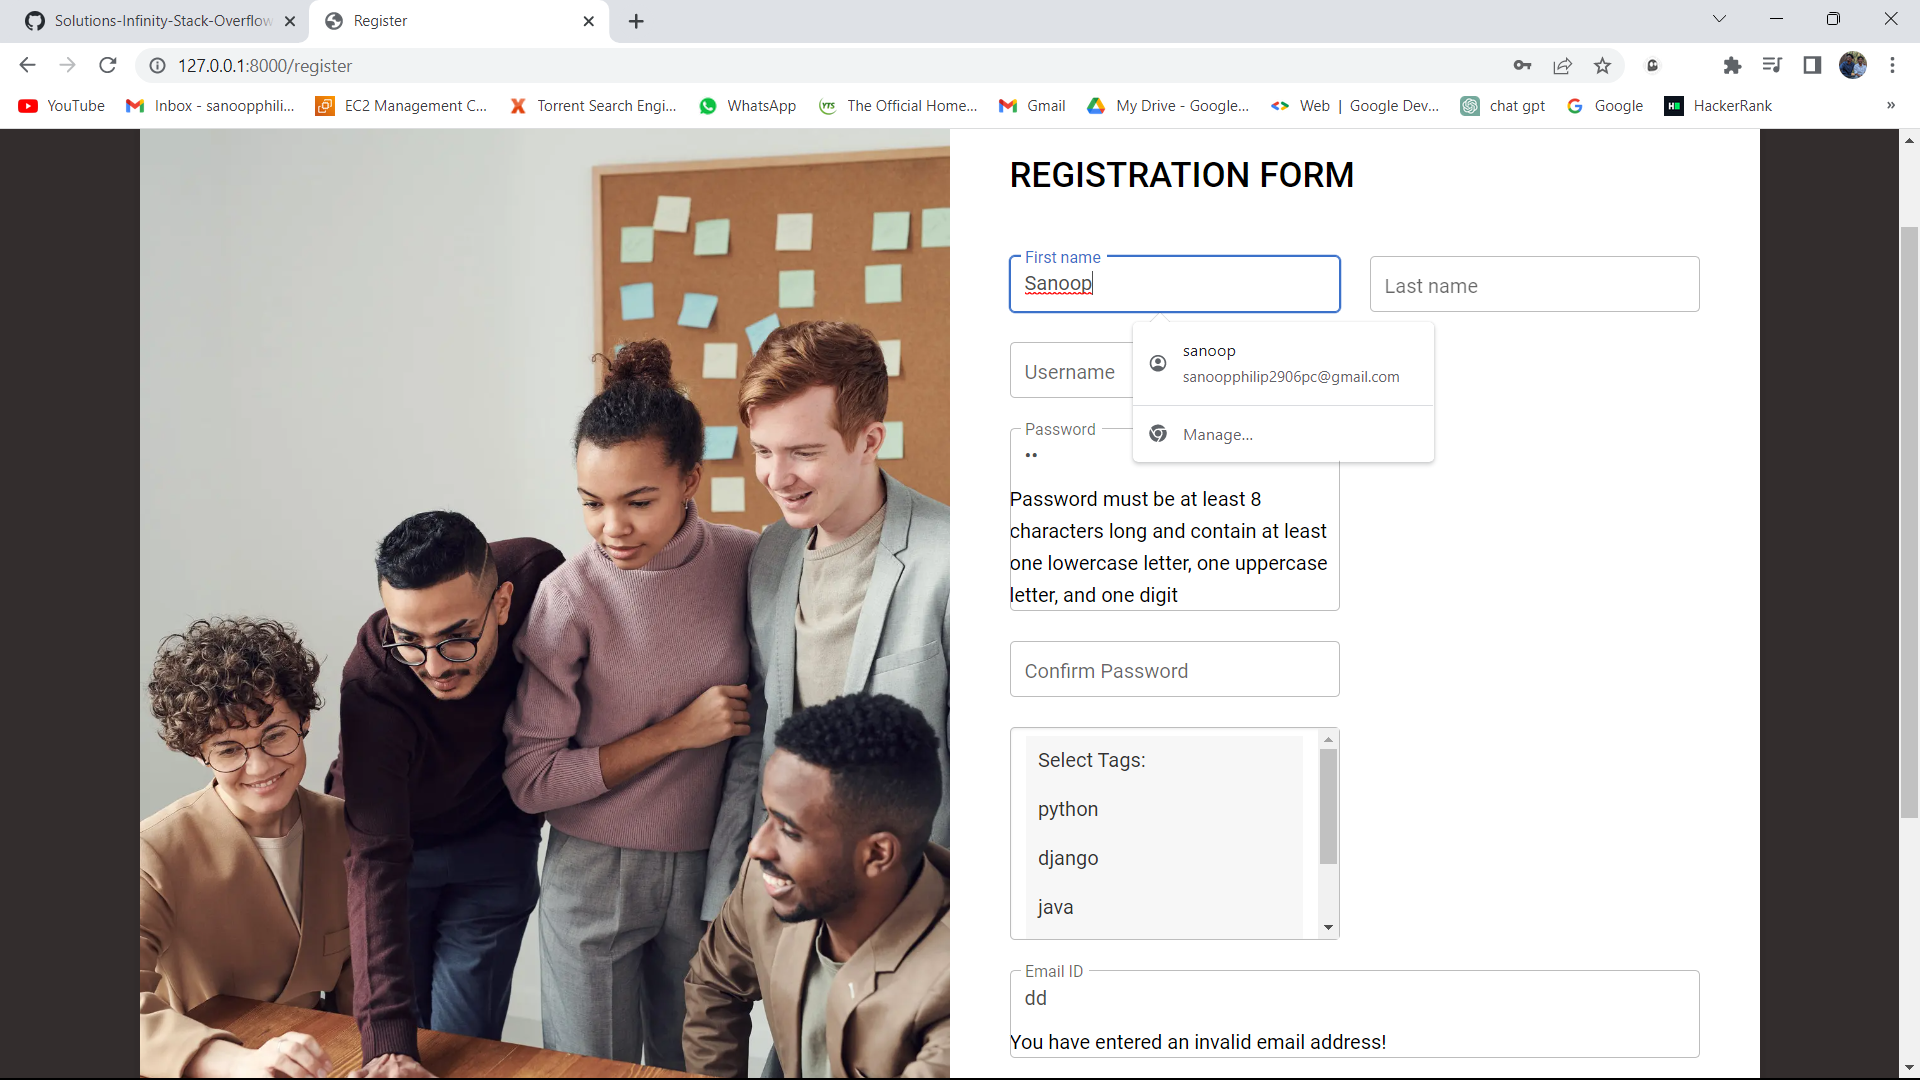 Solutions-Infinity-Stack-Overflow
Register
127.0.0.1:8000/register
YouTube
Inbox - sanoopphili...
EC2 Management C...
Torrent Search Engi...
WhatsApp
The Official Home...
Gmail
My Drive - Google...
Web | Google Dev...
chat gpt
Google
HackerRank
»
REGISTRATION FORM
First name
Sanoop
Last name
sanoop
sanoopphilip2906pc@gmail.com
Manage...
Username
Password
••
Password must be at least 8
characters long and contain at least
one lowercase letter, one uppercase
letter, and one digit
Confirm Password
Select Tags:
python
django
java
Email ID
dd
You have entered an invalid email address!